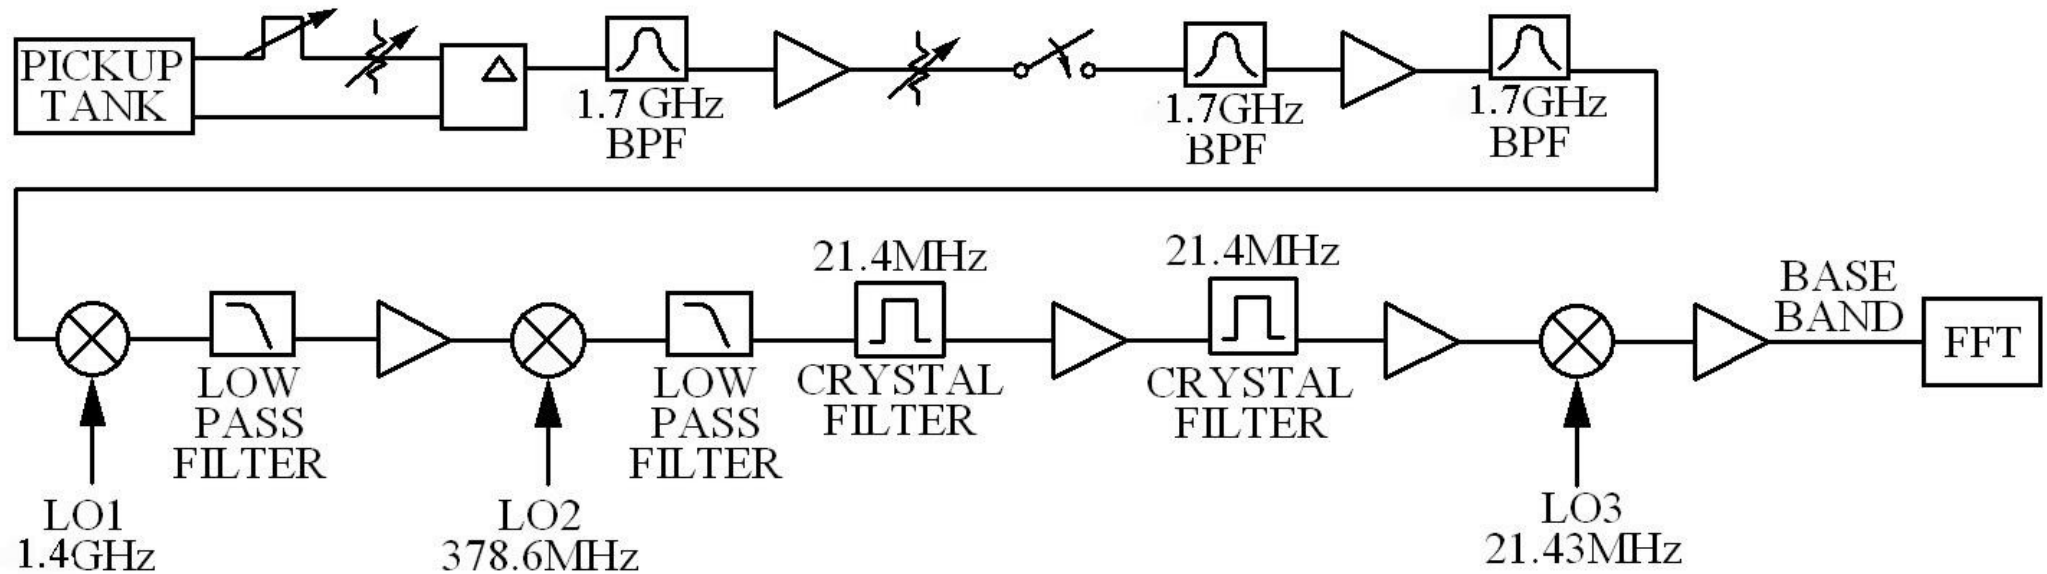 PICKUP
TANK
Δ
1.7 GHz
BPF
1.7GHz
BPF
1.7GHz
BPF
21.4MHz
21.4MHz
BASE
BAND
FFT
LOW
PASS
FILTER
LOW
PASS
FILTER
CRYSTAL
FILTER
CRYSTAL
FILTER
LO1
1.4GHz
LO2
378.6MHz
LO3
21.43MHz